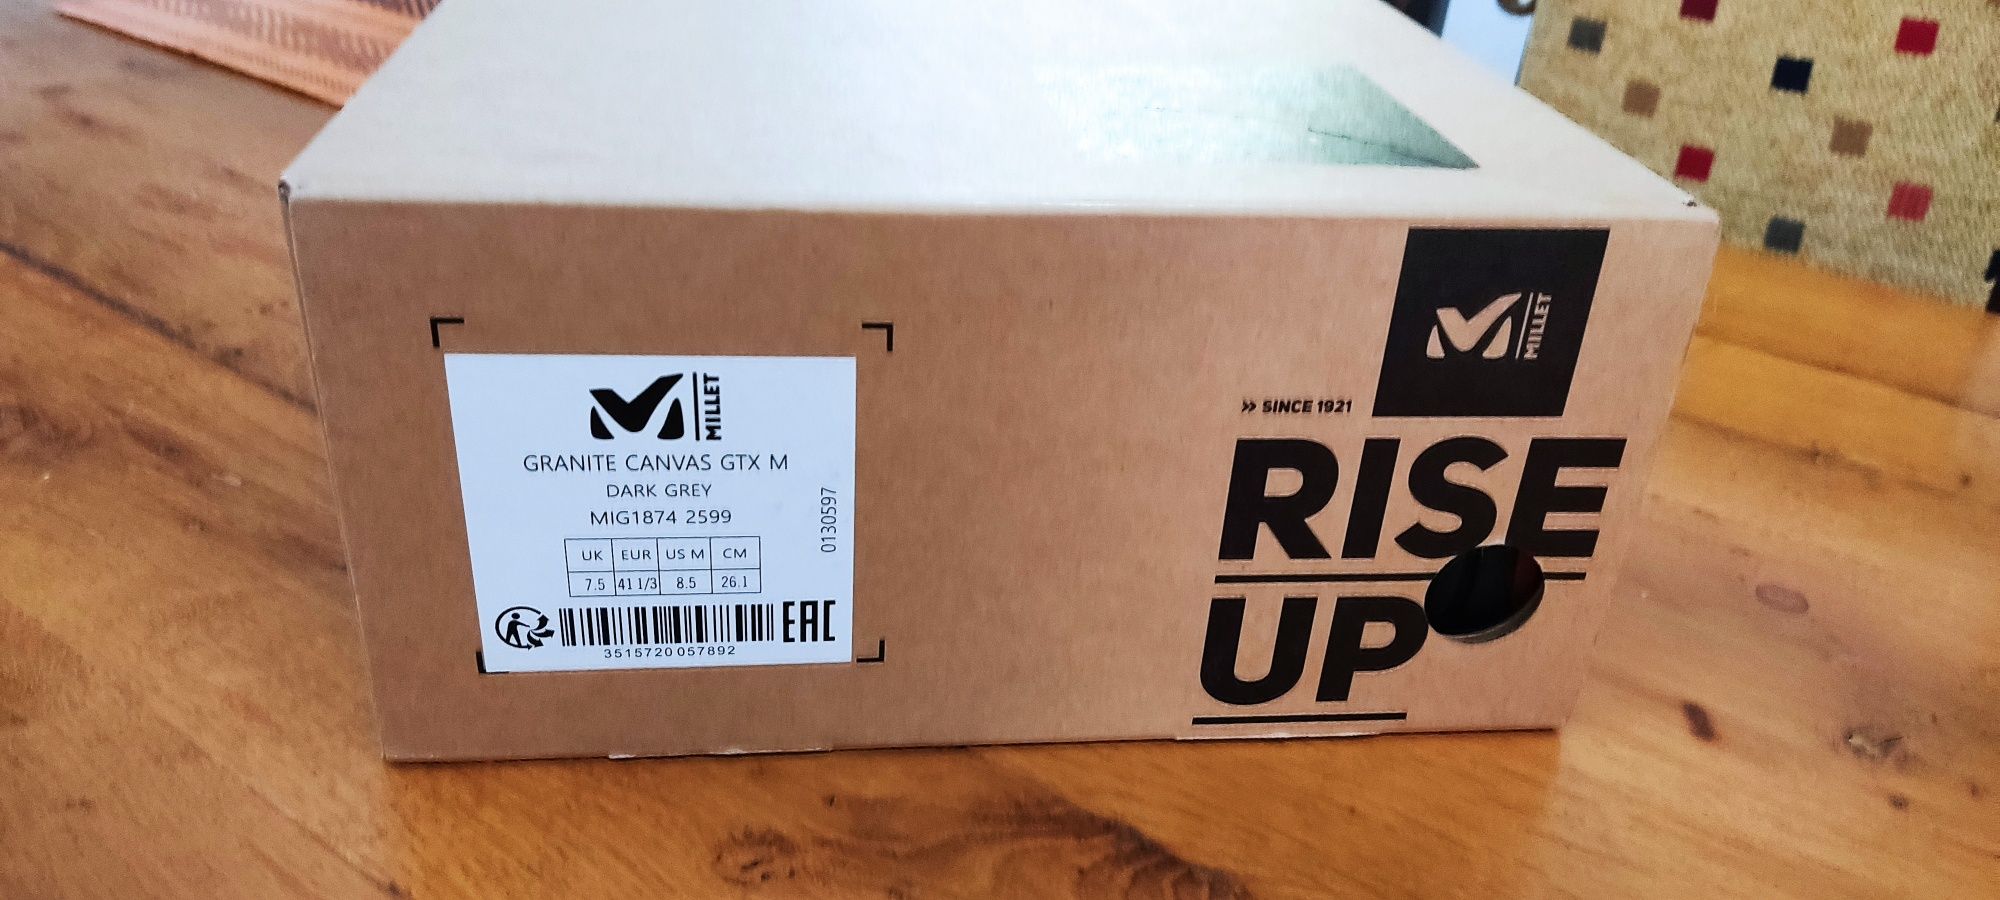 MILLET
GRANITE CANVAS GTX M
DARK GREY
MIG1874 2599
0130597
UK EUR US M CM
7.5 41 1/3 8.5 26.1
EAC
3515720057892
MILLET
» SINCE 1921
RISE
UP